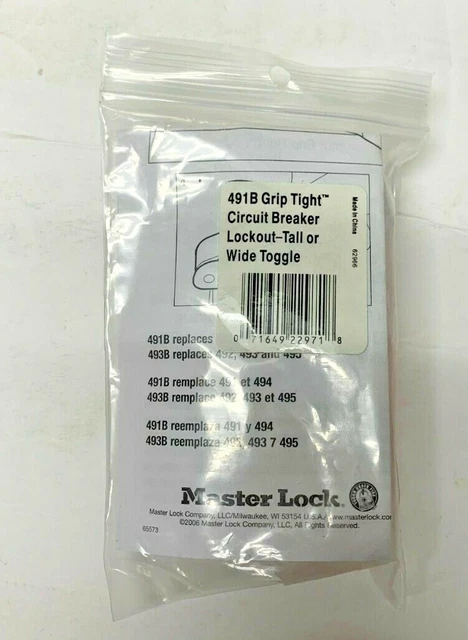 491B Grip Tight™
Circuit Breaker
Lockout–Tall or
Wide Toggle
Made in China
62966
0 71649 22971 8
491B replaces
493B replaces 492, 493 and 495
491B remplace 491 et 494
493B remplace 492, 493 et 495
491B reemplaza 491 y 494
493B reemplaza 492, 493 7 495
Master Lock®
Master Lock Company, LLC/Milwaukee, WI 53154 U.S.A./www.masterlock.com
©2006 Master Lock Company, LLC, All Rights Reserved.
65573